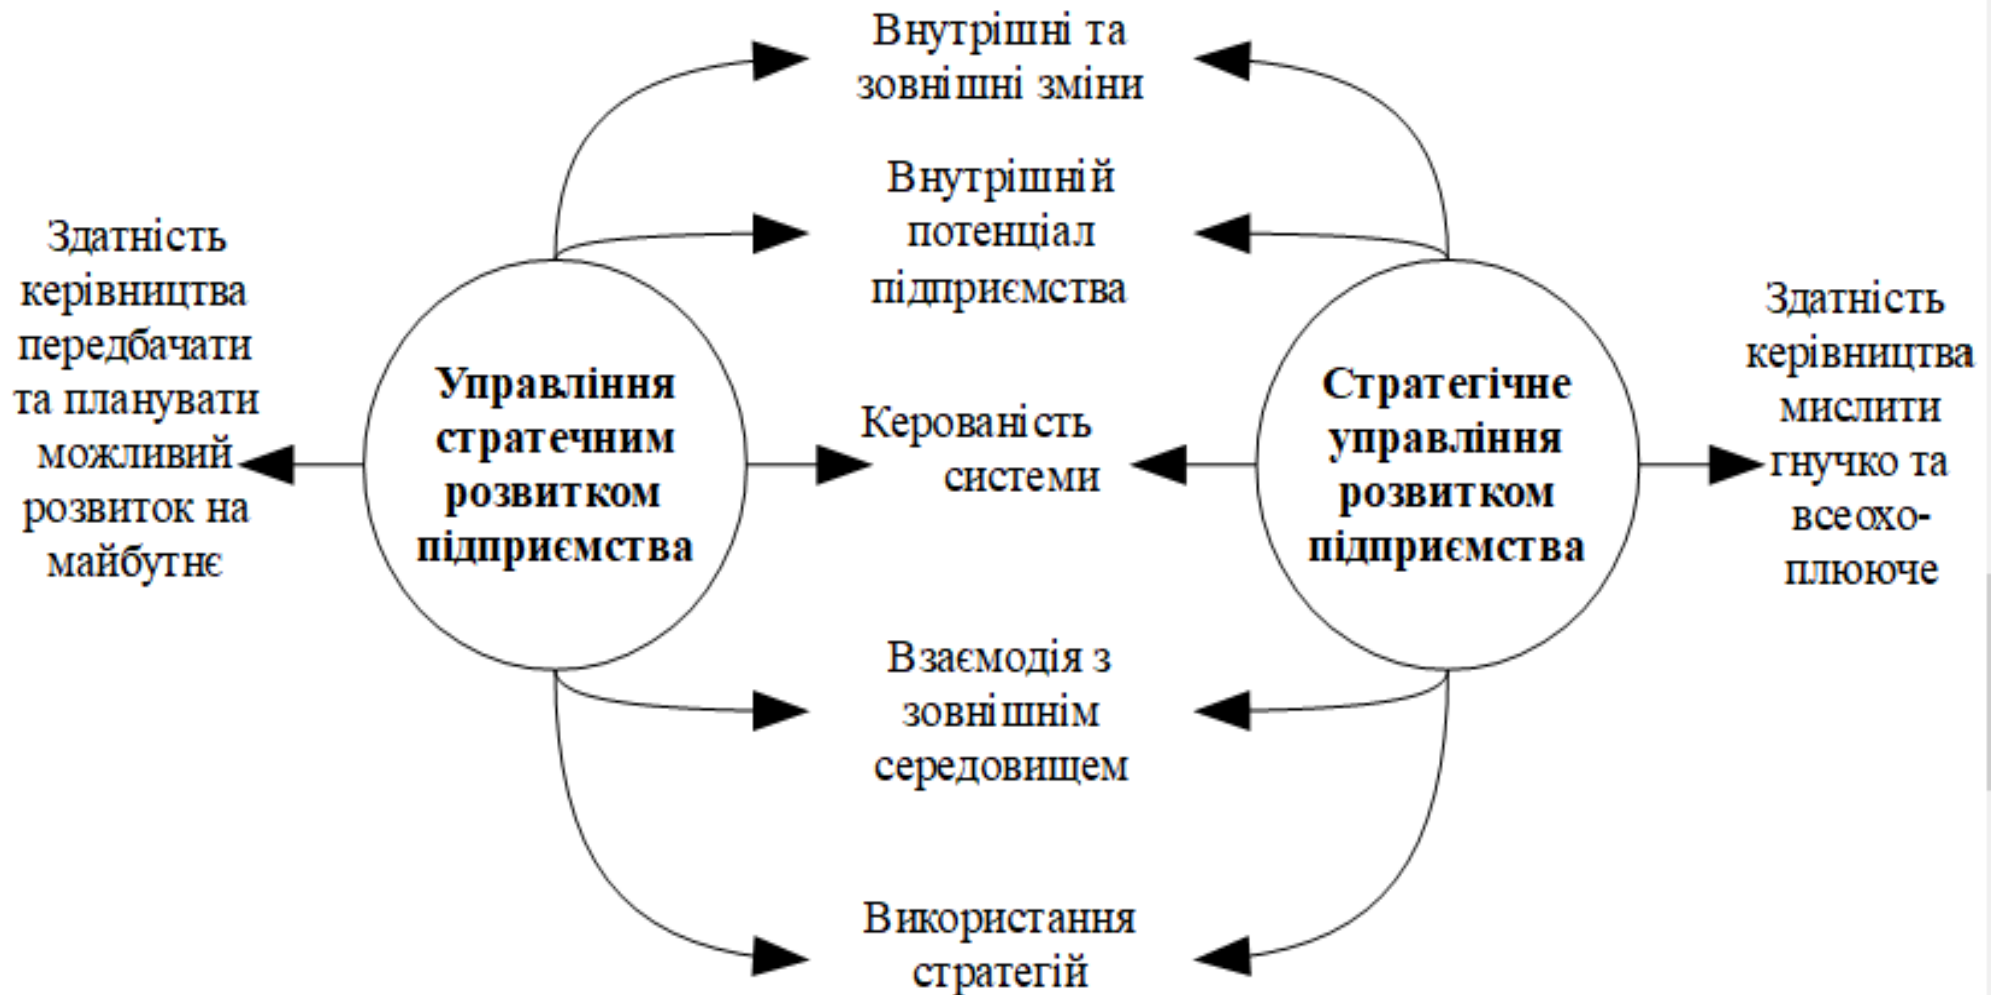 Внутрішні та
зовнішні зміни
Внутрішній
потенціал
підприємства
Здатність
керівництва
передбачати
та планувати
можливий
розвиток на
майбутнє
Управління
стратечним
розвитком
підприємства
Керованість
системи
Стратегічне
управління
розвитком
підприємства
Здатність
керівництва
мислити
гнучко та
всеохо-
плююче
Взаємодія з
зовнішнім
середовищем
Використання
стратегій